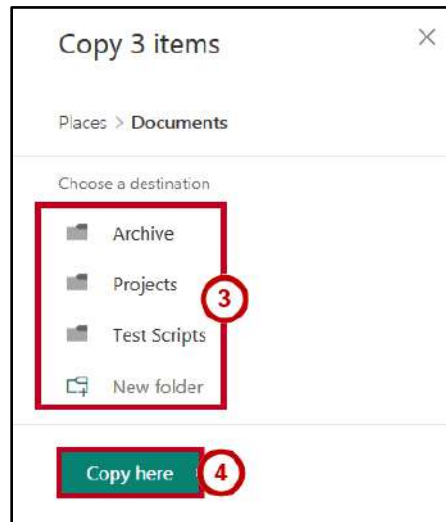 Copy 3 items
Places > Documents
Choose a destination
Archive
Projects
3
Test Scripts
New folder
Copy here
4